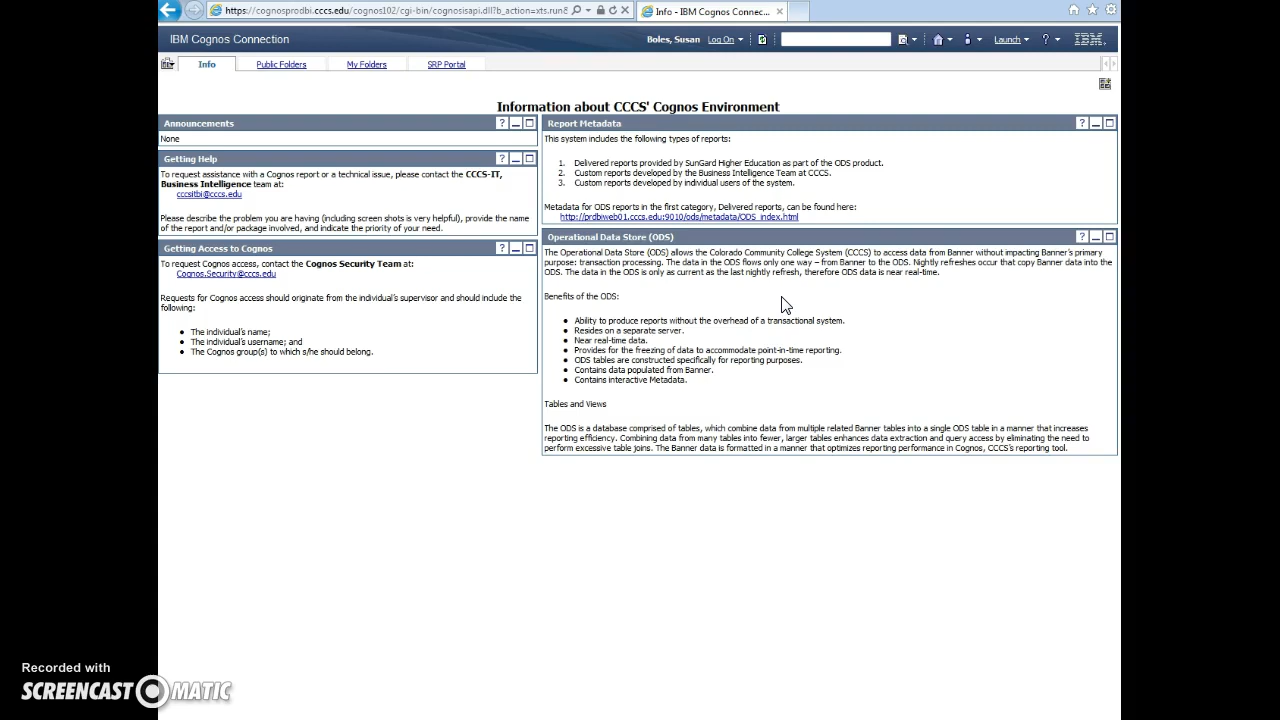 https://cognosprodbi.cccs.edu/cognos102/cgi-bin/cognosisapi.dll?b_action=xts.run&
Info - IBM Cognos Connec...
IBM Cognos Connection
Boles, Susan Log On
Launch
?
IBM.
Info Public Folders My Folders SRP Portal
Information about CCCS' Cognos Environment
Announcements
None
Getting Help
To request assistance with a Cognos report or a technical issue, please contact the CCCS-IT,
Business Intelligence team at:
cccsitbi@cccs.edu
Please describe the problem you are having (including screen shots is very helpful), provide the name
of the report and/or package involved, and indicate the priority of your need.
Getting Access to Cognos
To request Cognos access, contact the Cognos Security Team at:
Cognos.Security@cccs.edu
Requests for Cognos access should originate from the individual's supervisor and should include the
following:
• The individual's name;
• The individual's username; and
• The Cognos group(s) to which s/he should belong.
Report Metadata
This system includes the following types of reports:
1. Delivered reports provided by SunGard Higher Education as part of the ODS product.
2. Custom reports developed by the Business Intelligence Team at CCCS.
3. Custom reports developed by individual users of the system.
Metadata for ODS reports in the first category, Delivered reports, can be found here:
http://prdbiweb01.cccs.edu:9010/ods/metadata/ODS_index.html
Operational Data Store (ODS)
The Operational Data Store (ODS) allows the Colorado Community College System (CCCS) to access data from Banner without impacting Banner's primary
purpose: transaction processing. The data in the ODS flows only one way – from Banner to the ODS. Nightly refreshes occur that copy Banner data into the
ODS. The data in the ODS is only as current as the last nightly refresh, therefore ODS data is near real-time.
Benefits of the ODS:
• Ability to produce reports without the overhead of a transactional system.
• Resides on a separate server.
• Near real-time data.
• Provides for the freezing of data to accommodate point-in-time reporting.
• ODS tables are constructed specifically for reporting purposes.
• Contains data populated from Banner.
• Contains interactive Metadata.
Tables and Views
The ODS is a database comprised of tables, which combine data from multiple related Banner tables into a single ODS table in a manner that increases
reporting efficiency. Combining data from many tables into fewer, larger tables enhances data extraction and query access by eliminating the need to
perform excessive table joins. The Banner data is formatted in a manner that optimizes reporting performance in Cognos, CCCS's reporting tool.
Recorded with
SCREENCAST-O-MATIC